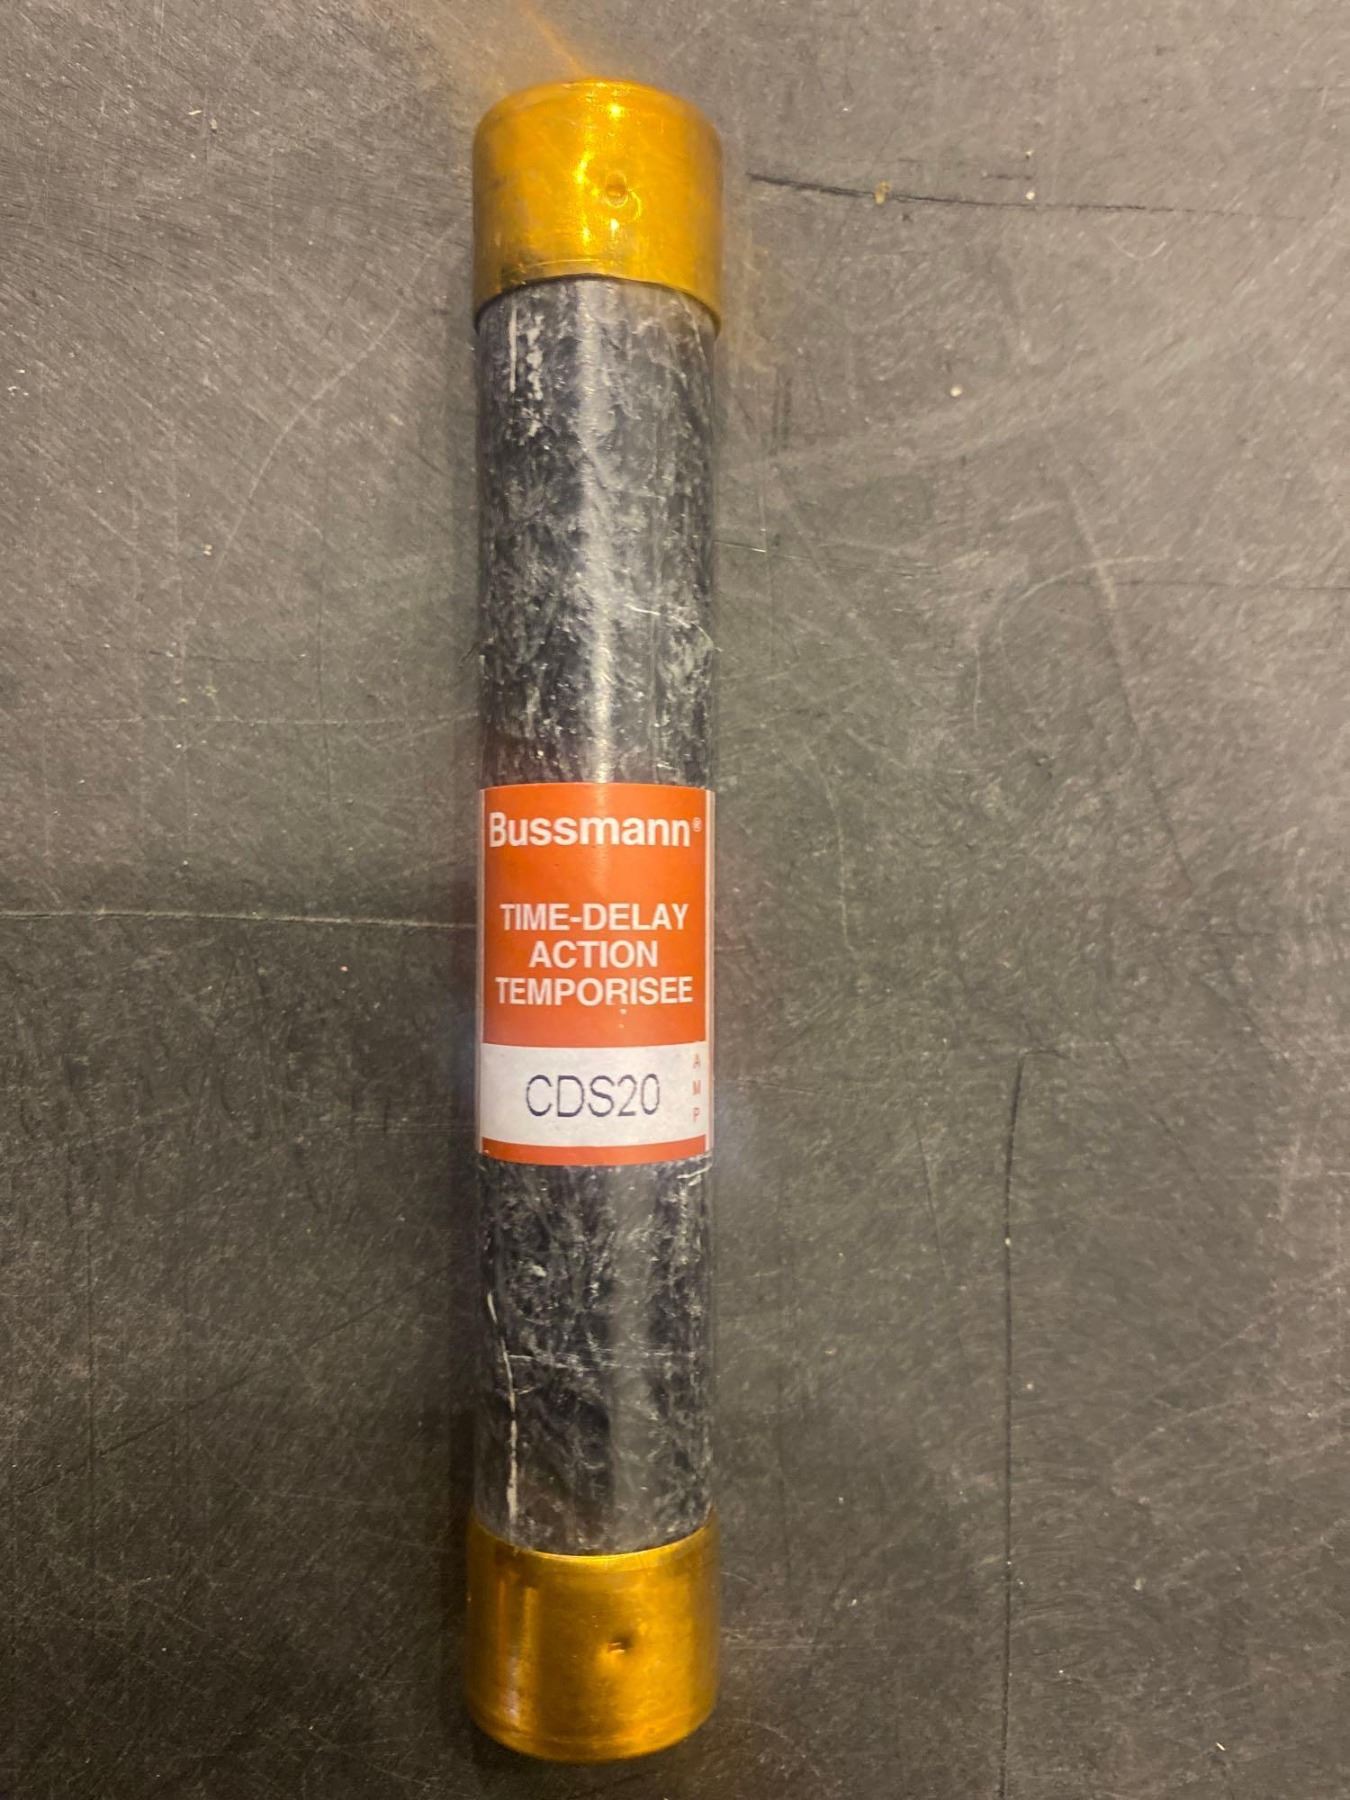 Bussmann®
TIME-DELAY
ACTION
TEMPORISEE
CDS20
AMP